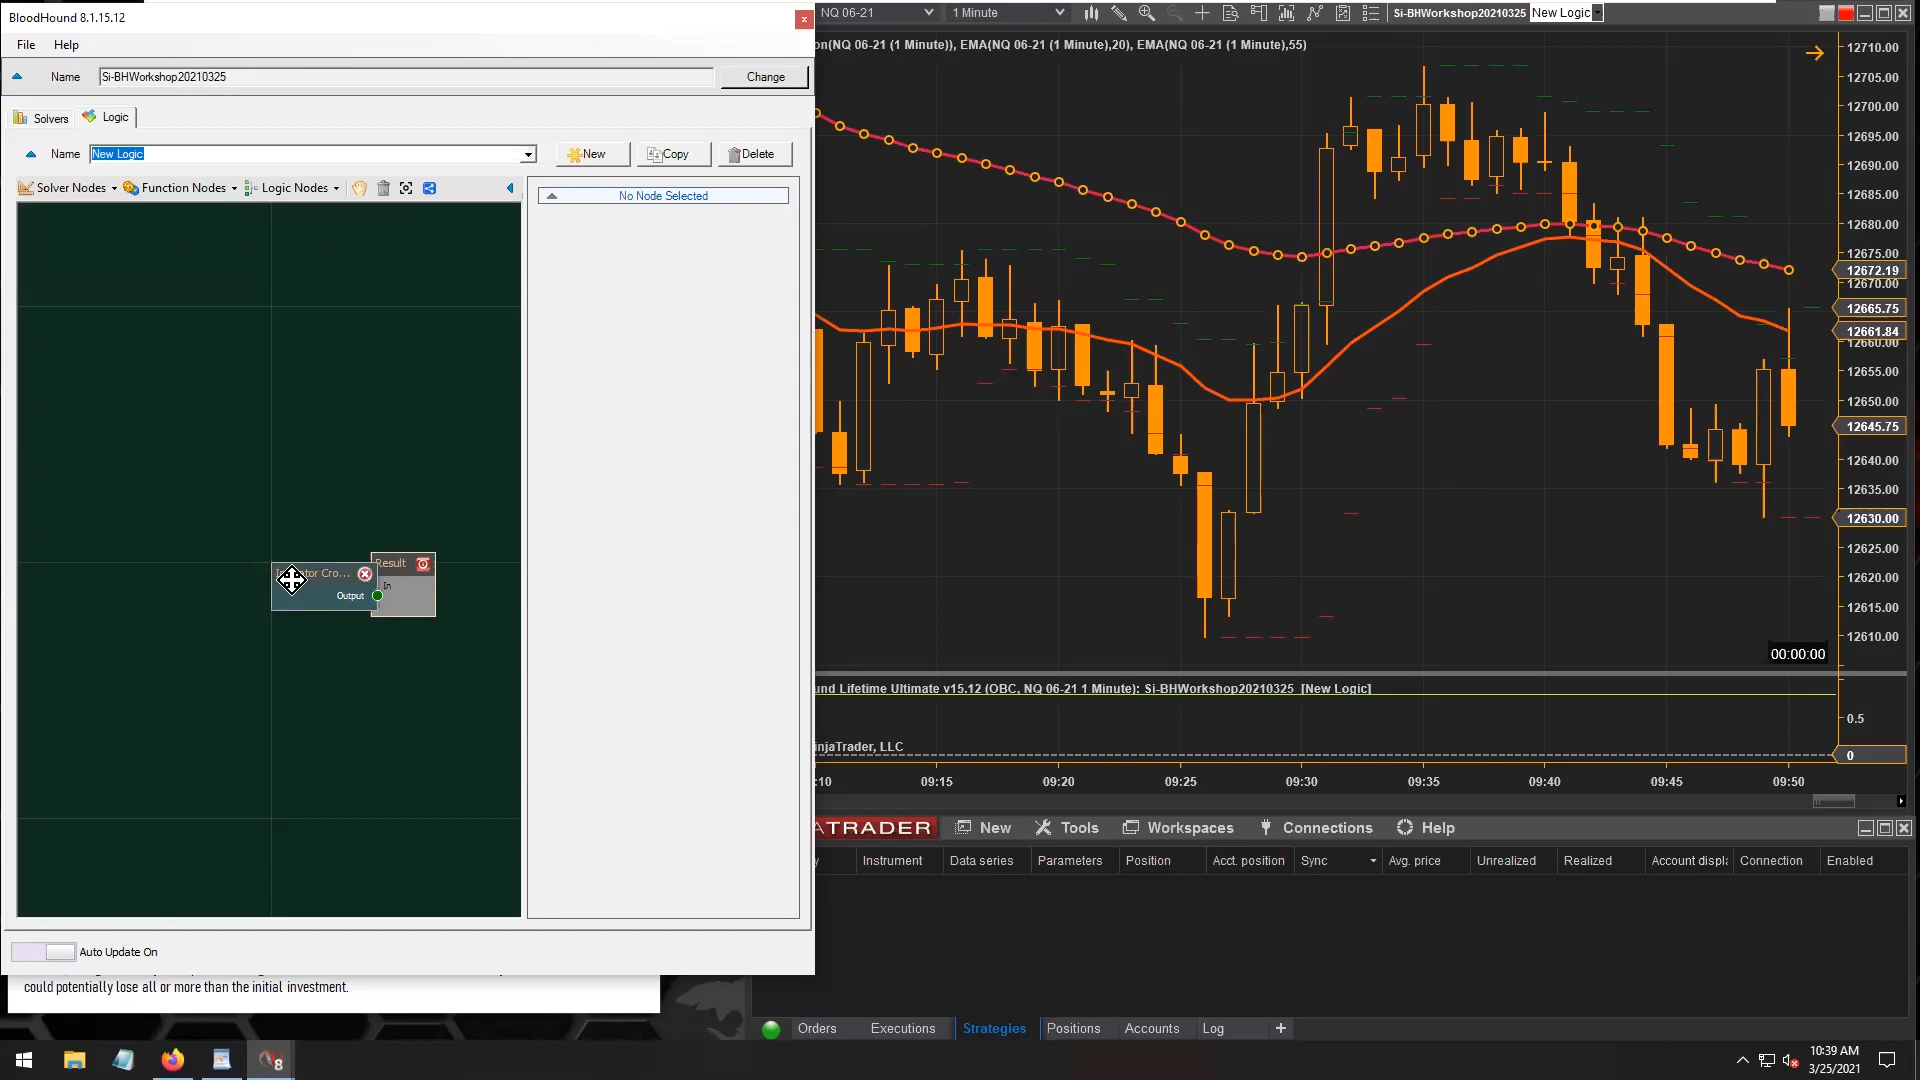 BloodHound 8.1.15.12
File Help
Name Si-BHWorkshop20210325 Change
Solvers Logic
Name New Logic New Copy Delete
Solver Nodes Function Nodes Logic Nodes
No Node Selected
Result
Cro...
In
Output
Auto Update On
could potentially lose all or more than the initial investment.
NQ 06-21 1 Minute Si-BHWorkshop20210325 New Logic
on(NQ 06-21 (1 Minute)), EMA(NQ 06-21 (1 Minute),20), EMA(NQ 06-21 (1 Minute),55)
12710.00
12705.00
12700.00
12695.00
12690.00
12685.00
12680.00
12675.00
12672.19
12670.00
12665.75
12661.84
12660.00
12655.00
12650.00
12645.75
12640.00
12635.00
12630.00
12625.00
12620.00
12615.00
12610.00
00:00:00
und Lifetime Ultimate v15.12 (OBC, NQ 06-21 1 Minute): Si-BHWorkshop20210325 [New Logic]
0.5
injaTrader, LLC
0
:10 09:15 09:20 09:25 09:30 09:35 09:40 09:45 09:50
ATRADER New Tools Workspaces Connections Help
y Instrument Data series Parameters Position Acct. position Sync Avg. price Unrealized Realized Account displ Connection Enabled
Orders Executions Strategies Positions Accounts Log +
8
10:39 AM
3/25/2021